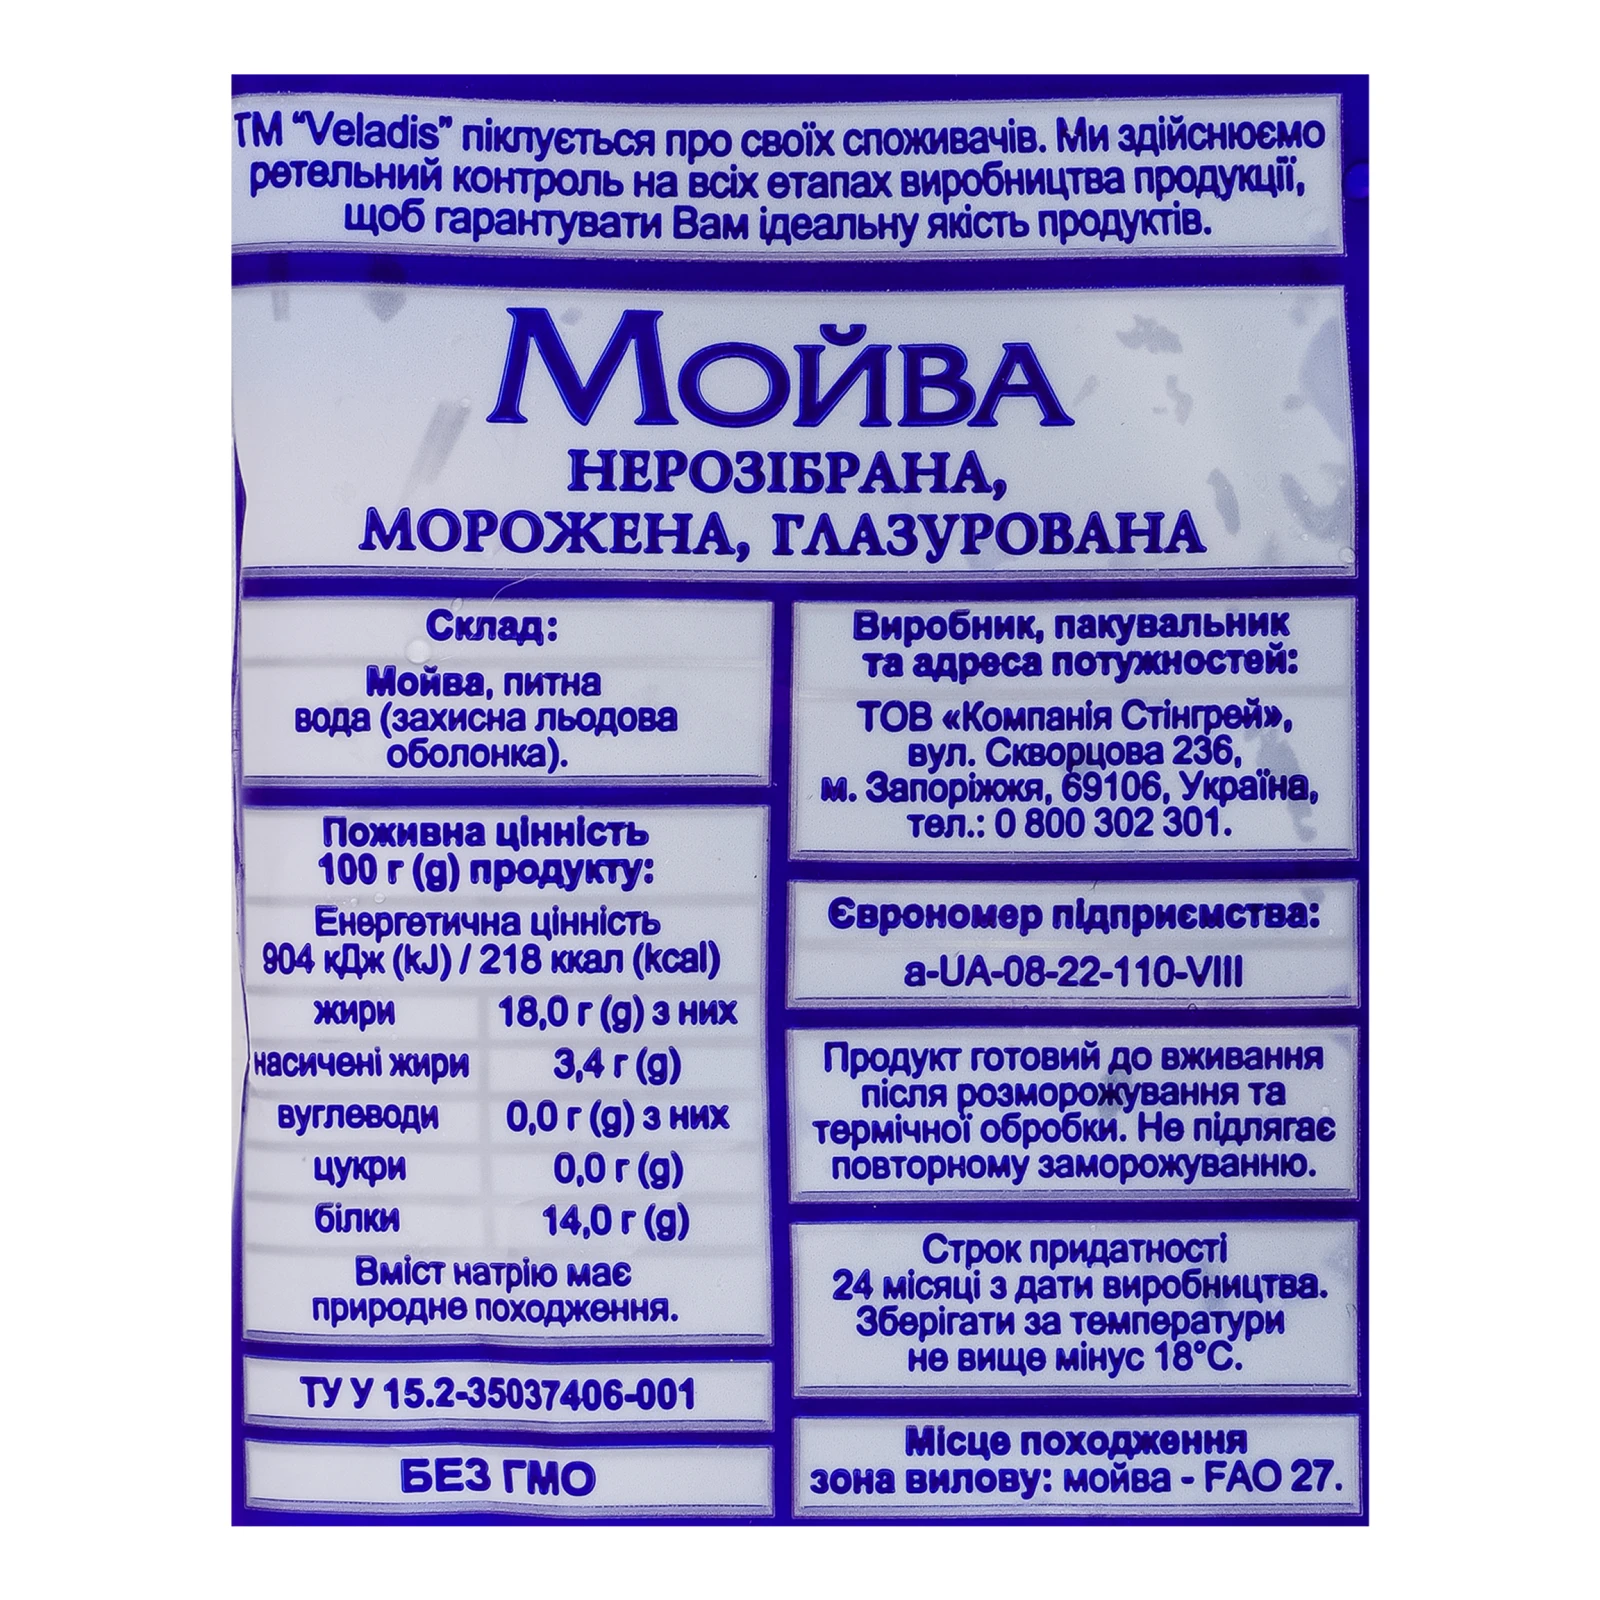 ТМ “Veladis” піклується про своїх споживачів. Ми здійснюємо
ретельний контроль на всіх етапах виробництва продукції,
щоб гарантувати Вам ідеальну якість продуктів.
Мойва
нерозібрана,
морожена, глазурована
Склад:
Мойва, питна
вода (захисна льодова
оболонка).
Поживна цінність
100 г (g) продукту:
Енергетична цінність
904 кДж (kJ) / 218 ккал (kcal)
жири 18,0 г (g) з них
насичені жири 3,4 г (g)
вуглеводи 0,0 г (g) з них
цукри 0,0 г (g)
білки 14,0 г (g)
Вміст натрію має
природне походження.
ТУ У 15.2-35037406-001
БЕЗ ГМО
Виробник, пакувальник
та адреса потужностей:
ТОВ «Компанія Стінгрей»,
вул. Скворцова 236,
м. Запоріжжя, 69106, Україна,
тел.: 0 800 302 301.
Єврономер підприємства:
a-UA-08-22-110-VIII
Продукт готовий до вживання
після розморожування та
термічної обробки. Не підлягає
повторному заморожуванню.
Строк придатності
24 місяці з дати виробництва.
Зберігати за температури
не вище мінус 18°С.
Місце походження
зона вилову: мойва - FAO 27.